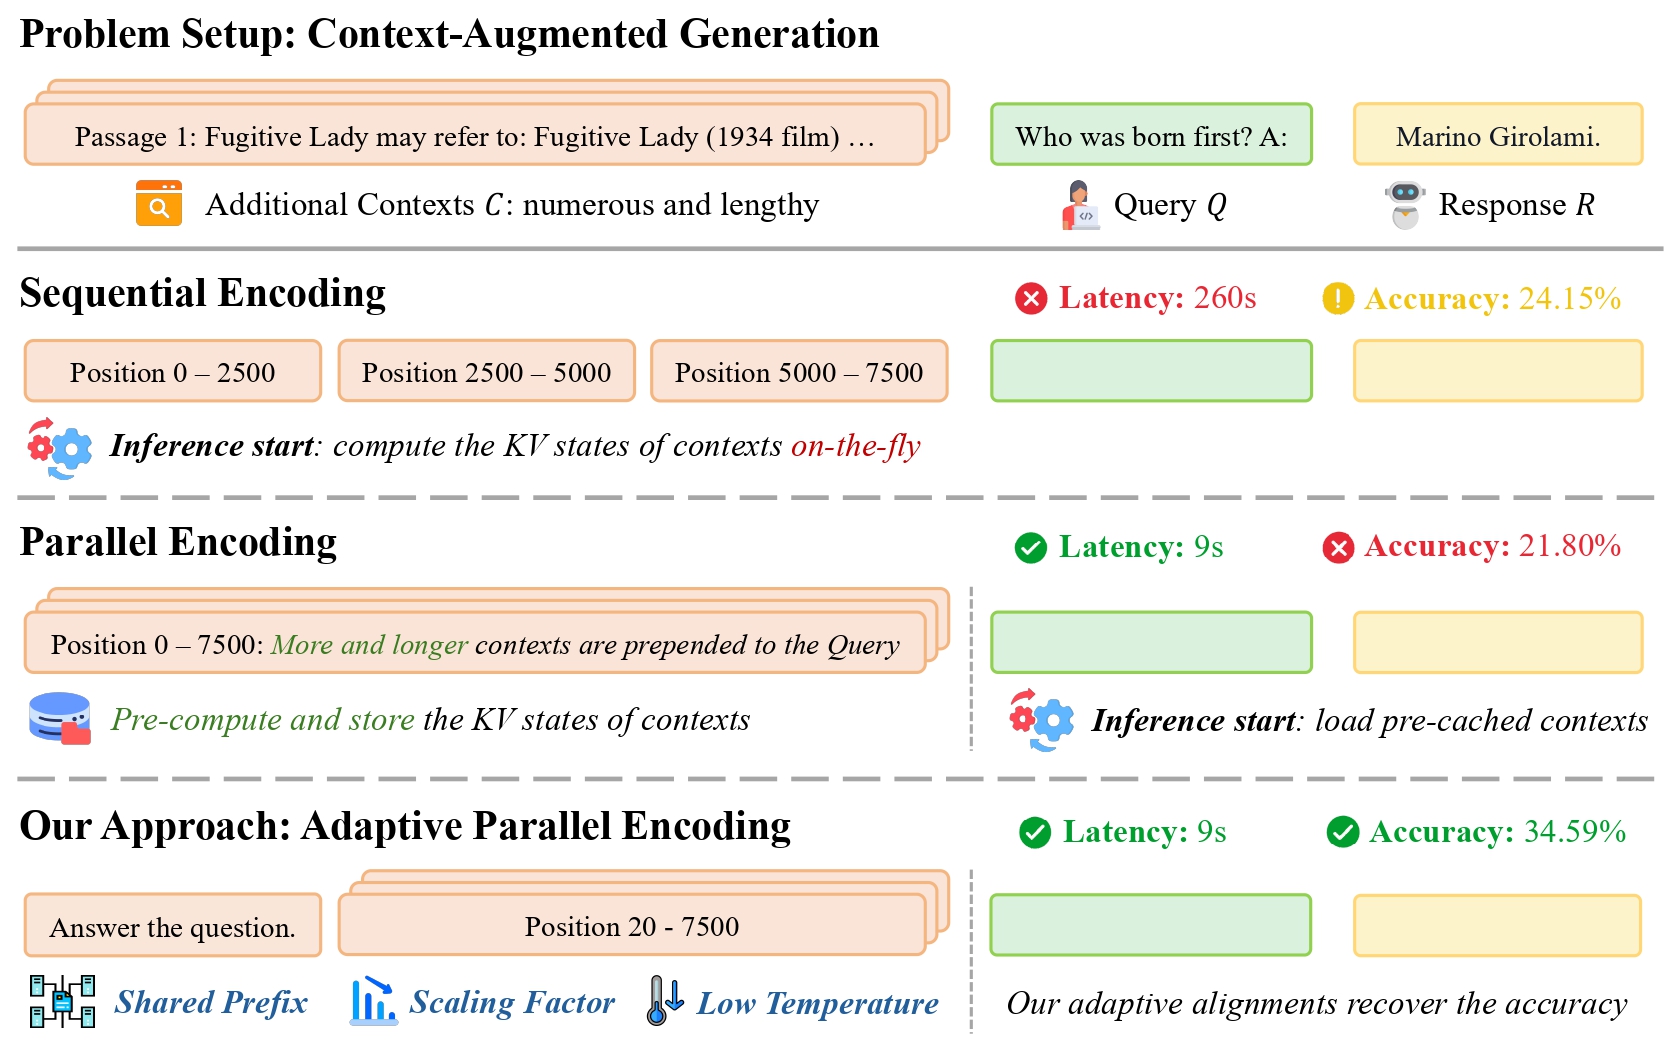 Problem Setup: Context-Augmented Generation
Passage 1: Fugitive Lady may refer to: Fugitive Lady (1934 film) …
Who was born first? A:
Marino Girolami.
Additional Contexts C: numerous and lengthy
Query Q
Response R
Sequential Encoding
Latency: 260s
Accuracy: 24.15%
Position 0 – 2500
Position 2500 – 5000
Position 5000 – 7500
Inference start: compute the KV states of contexts on-the-fly
Parallel Encoding
Latency: 9s
Accuracy: 21.80%
Position 0 – 7500: More and longer contexts are prepended to the Query
Pre-compute and store the KV states of contexts
Inference start: load pre-cached contexts
Our Approach: Adaptive Parallel Encoding
Latency: 9s
Accuracy: 34.59%
Answer the question.
Position 20 - 7500
Shared Prefix
Scaling Factor
Low Temperature
Our adaptive alignments recover the accuracy